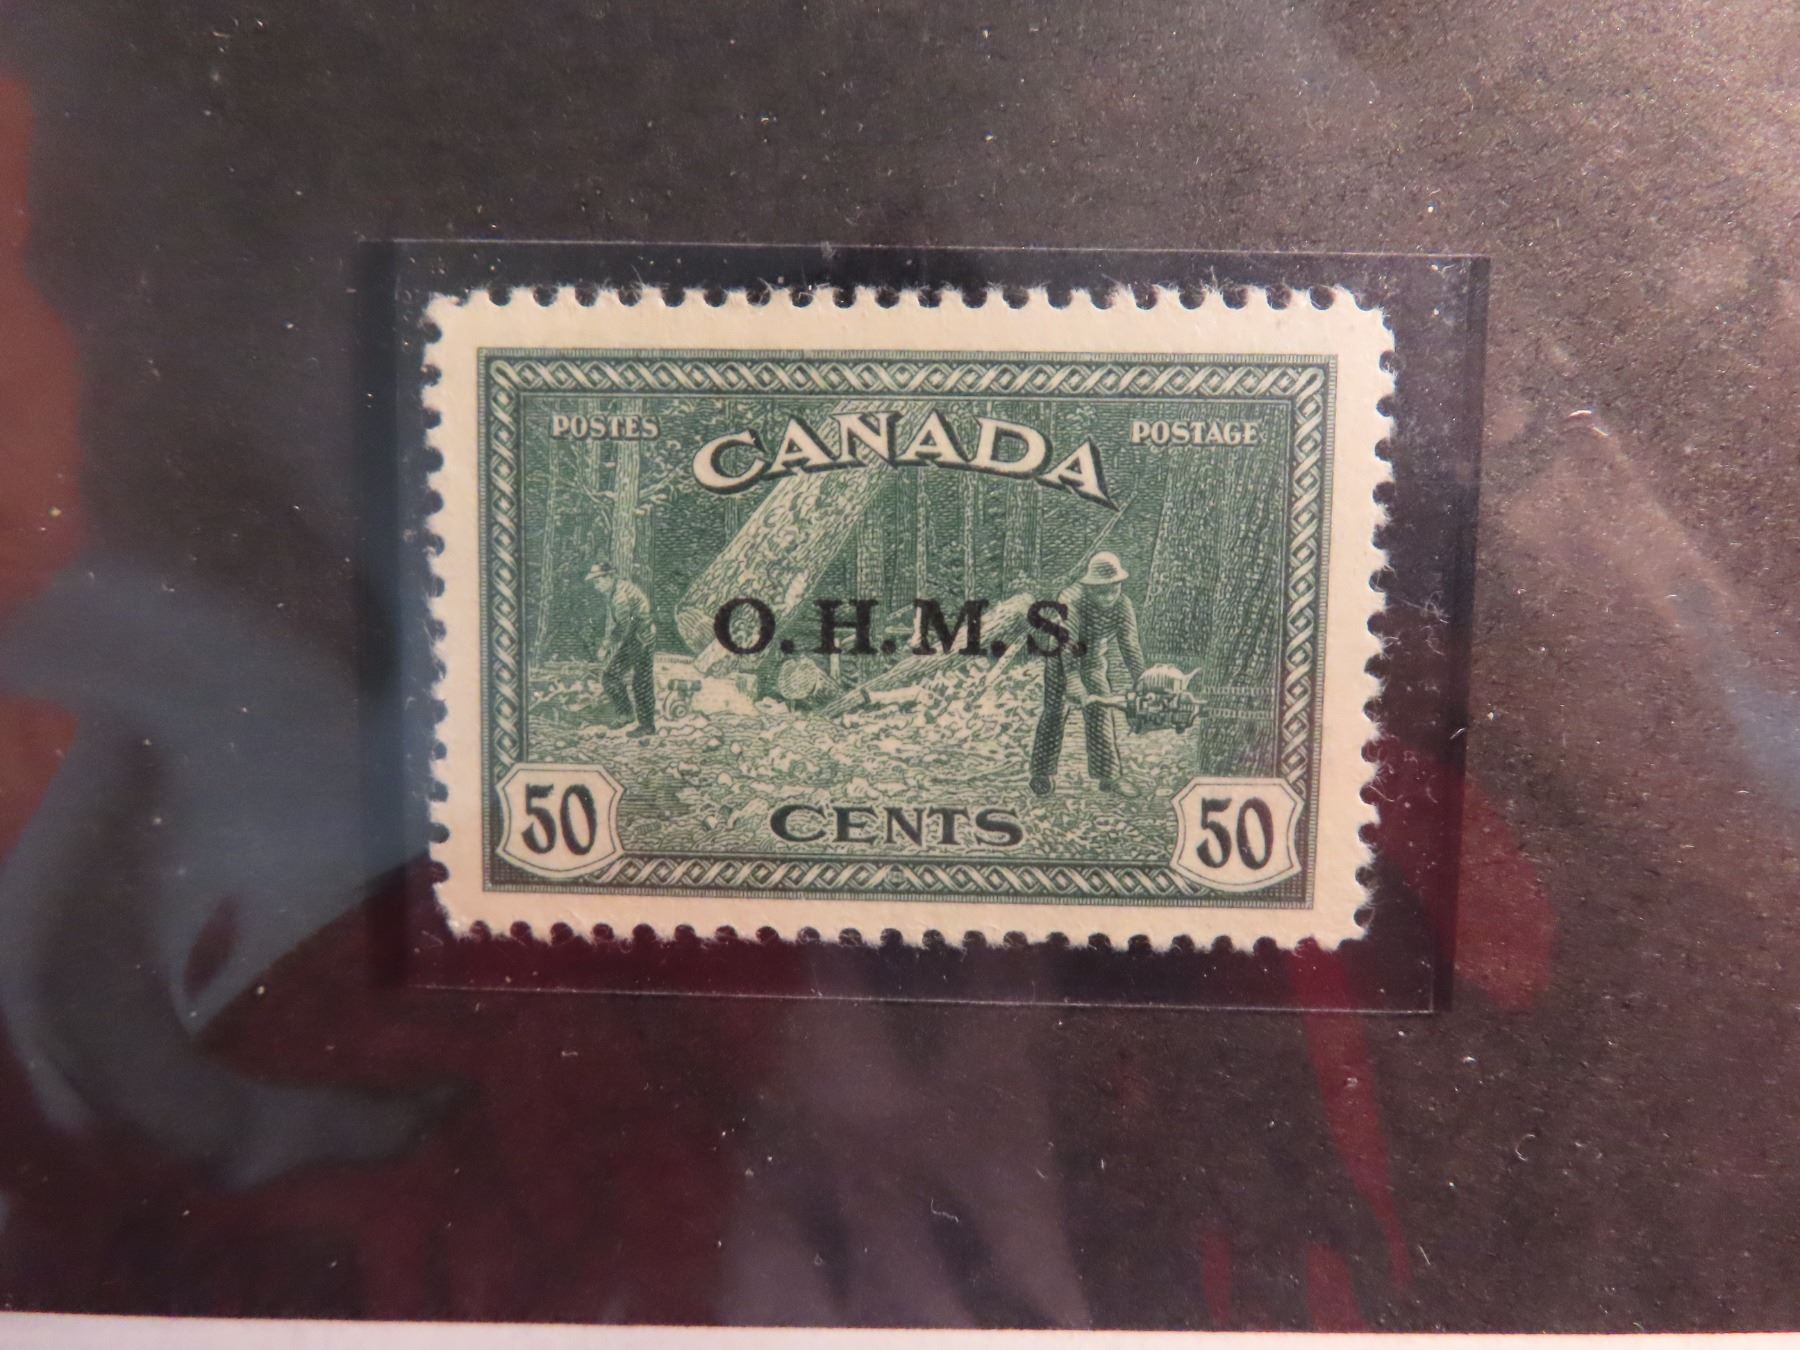 POSTES CANADA POSTAGE
O.H.M.S.
50 CENTS 50